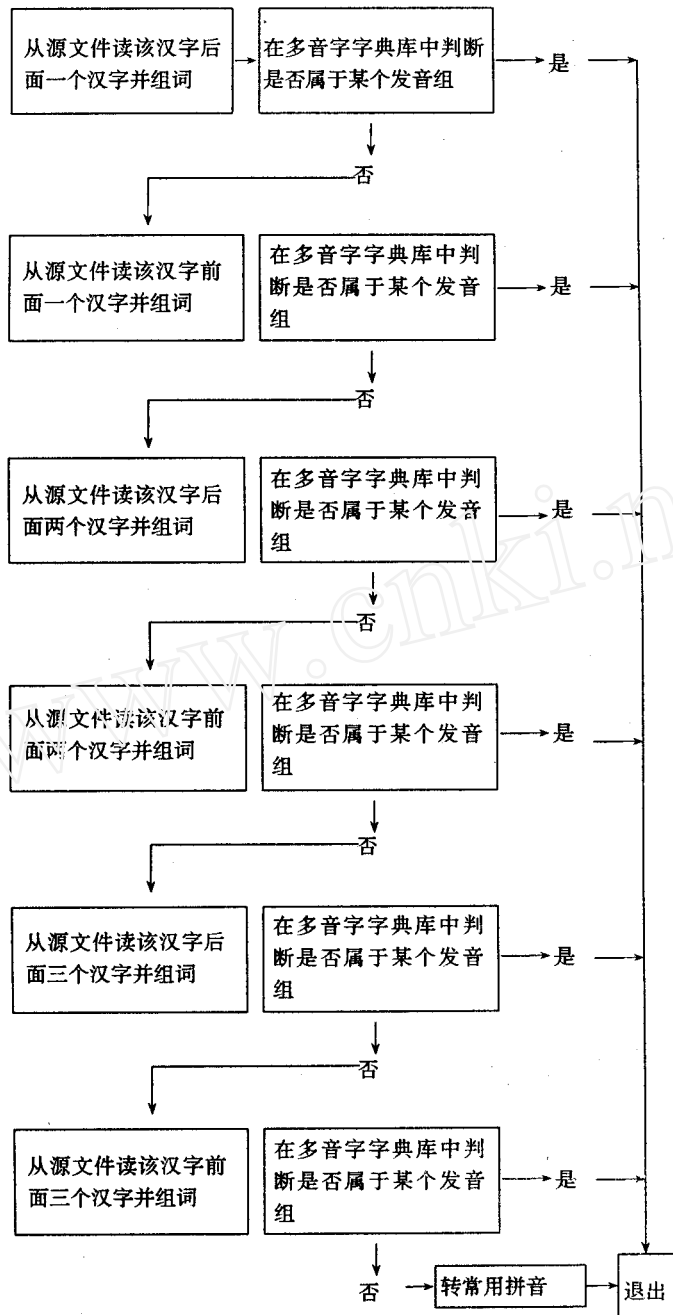 从源文件读该汉字后
面一个汉字并组词
在多音字字典库中判断
是否属于某个发音组
是
否
从源文件读该汉字前
面一个汉字并组词
在多音字字典库中判
断是否属于某个发音
组
是
否
从源文件读该汉字后
面两个汉字并组词
在多音字字典库中判
断是否属于某个发音
组
是
否
从源文件读该汉字前
面两个汉字并组词
在多音字字典库中判
断是否属于某个发音
组
是
否
从源文件读该汉字后
面三个汉字并组词
在多音字字典库中判
断是否属于某个发音
组
是
否
从源文件读该汉字前
面三个汉字并组词
在多音字字典库中判
断是否属于某个发音
组
是
否
转常用拼音
退出
www.cnki.n